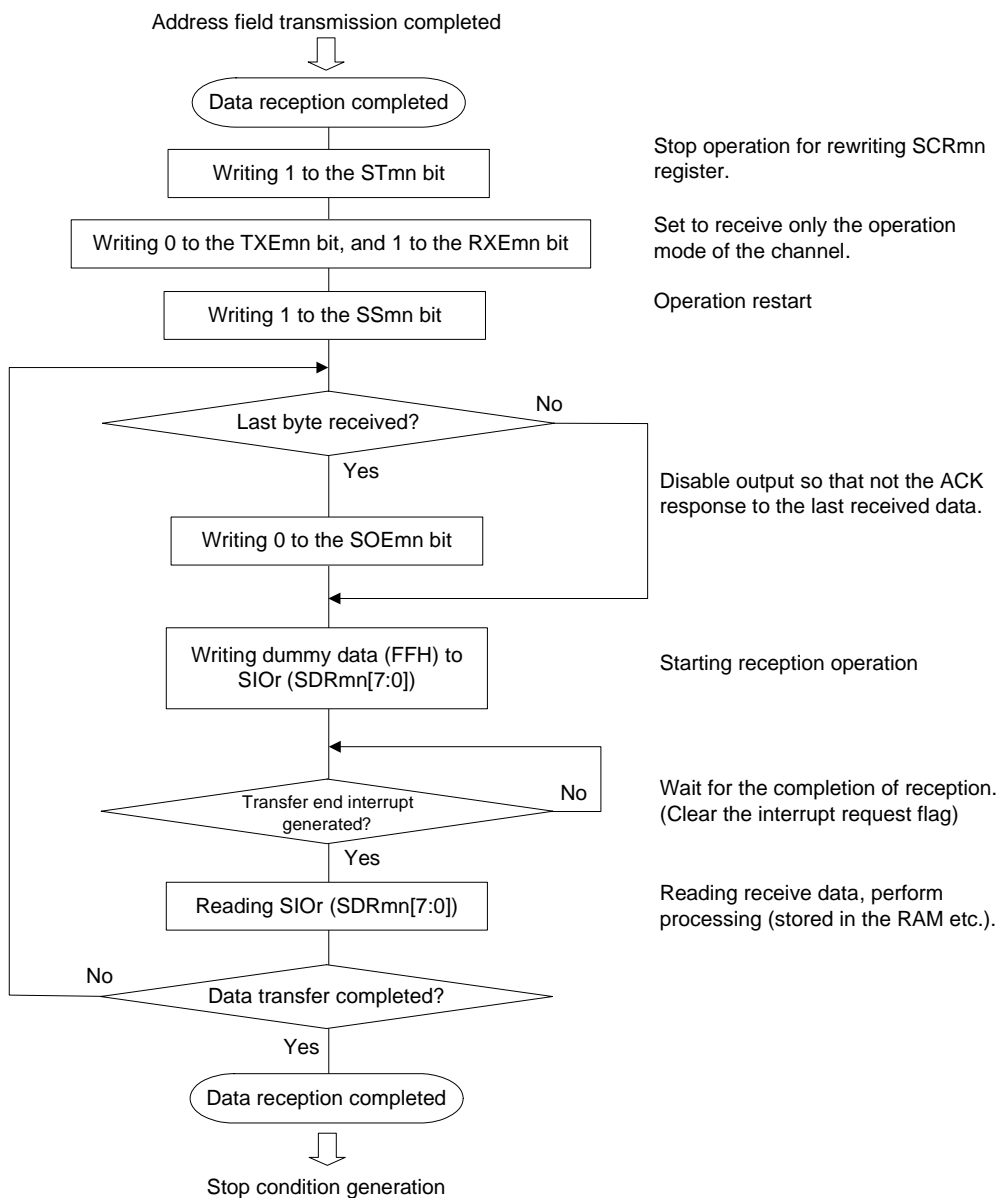 Address field transmission completed
Data reception completed
Writing 1 to the STmn bit
Stop operation for rewriting SCRmn
register.
Writing 0 to the TXEmn bit, and 1 to the RXEmn bit
Set to receive only the operation
mode of the channel.
Writing 1 to the SSmn bit
Operation restart
Last byte received?
No
Yes
Disable output so that not the ACK
response to the last received data.
Writing 0 to the SOEmn bit
Writing dummy data (FFH) to
SIOr (SDRmn[7:0])
Starting reception operation
Transfer end interrupt
generated?
No
Wait for the completion of reception.
(Clear the interrupt request flag)
Yes
Reading SIOr (SDRmn[7:0])
Reading receive data, perform
processing (stored in the RAM etc.).
No
Data transfer completed?
Yes
Data reception completed
Stop condition generation